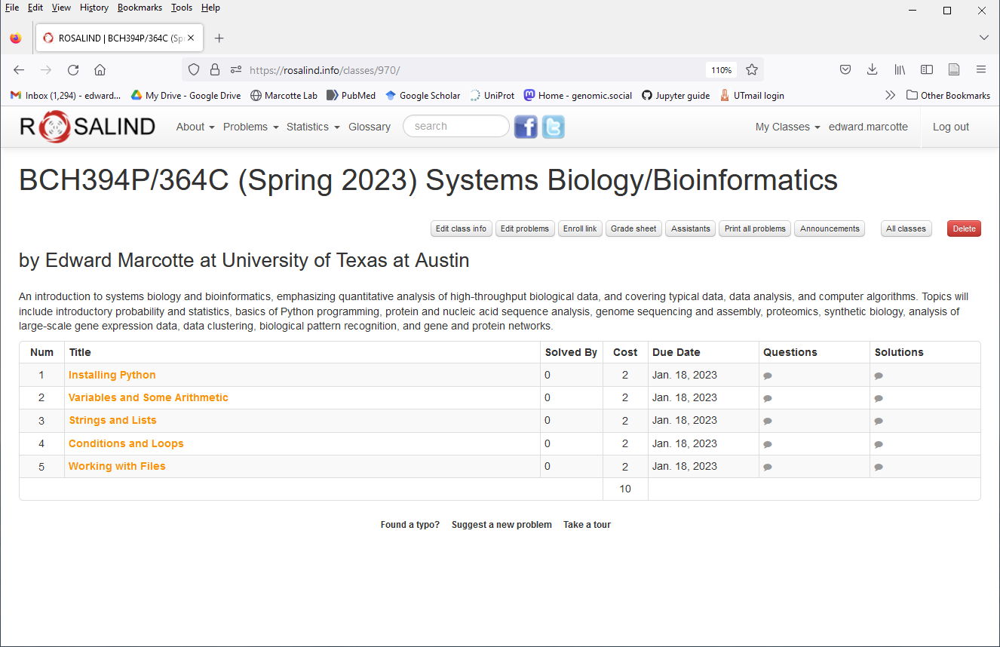 File Edit View History Bookmarks Tools Help
ROSALIND | BCH394P/364C (Sp
https://rosalind.info/classes/970/ 110%
Inbox (1,294) - edward... My Drive - Google Drive Marcotte Lab PubMed Google Scholar UniProt Home - genomic.social Jupyter guide UTmail login Other Bookmarks
ROSALIND About Problems Statistics Glossary search My Classes edward.marcotte Log out
BCH394P/364C (Spring 2023) Systems Biology/Bioinformatics
Edit class info Edit problems Enroll link Grade sheet Assistants Print all problems Announcements All classes Delete
by Edward Marcotte at University of Texas at Austin
An introduction to systems biology and bioinformatics, emphasizing quantitative analysis of high-throughput biological data, and covering typical data, data analysis, and computer algorithms. Topics will
include introductory probability and statistics, basics of Python programming, protein and nucleic acid sequence analysis, genome sequencing and assembly, proteomics, synthetic biology, analysis of
large-scale gene expression data, data clustering, biological pattern recognition, and gene and protein networks.
Num Title Solved By Cost Due Date Questions Solutions
1 Installing Python 0 2 Jan. 18, 2023
2 Variables and Some Arithmetic 0 2 Jan. 18, 2023
3 Strings and Lists 0 2 Jan. 18, 2023
4 Conditions and Loops 0 2 Jan. 18, 2023
5 Working with Files 0 2 Jan. 18, 2023
10
Found a typo? Suggest a new problem Take a tour